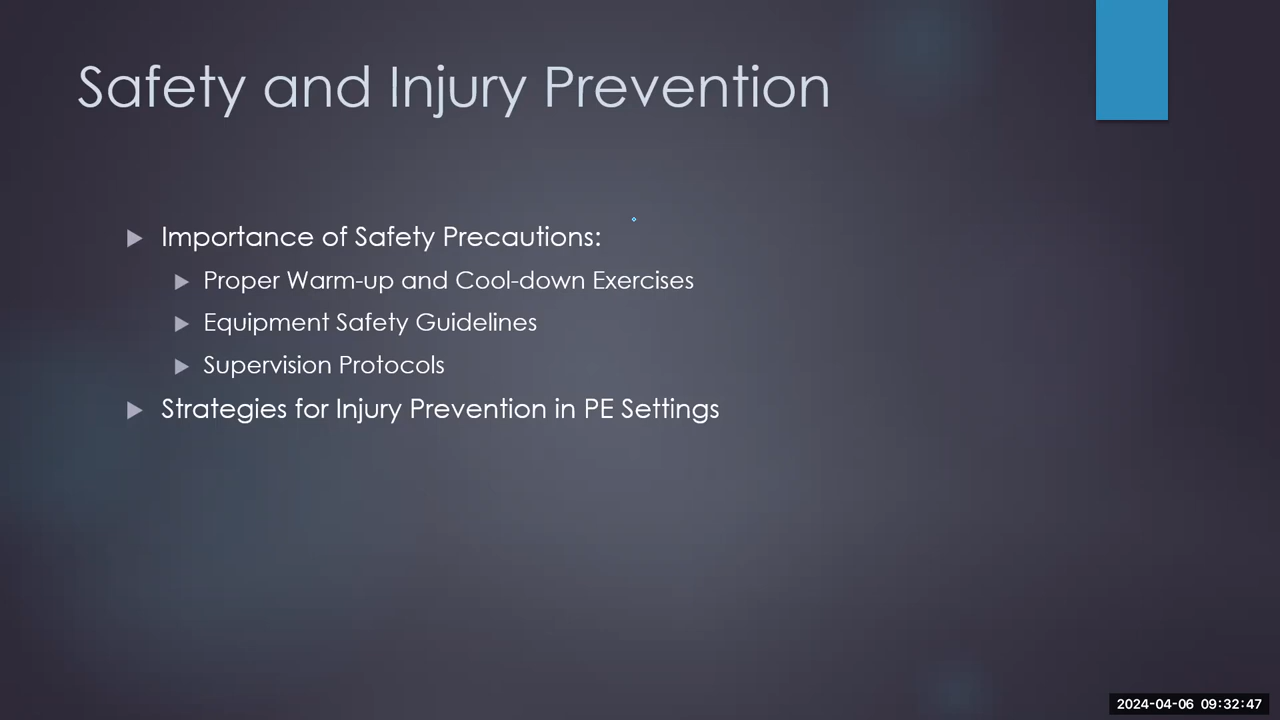 Safety and Injury Prevention
Importance of Safety Precautions:
Proper Warm-up and Cool-down Exercises
Equipment Safety Guidelines
Supervision Protocols
Strategies for Injury Prevention in PE Settings
2024-04-06 09:32:47